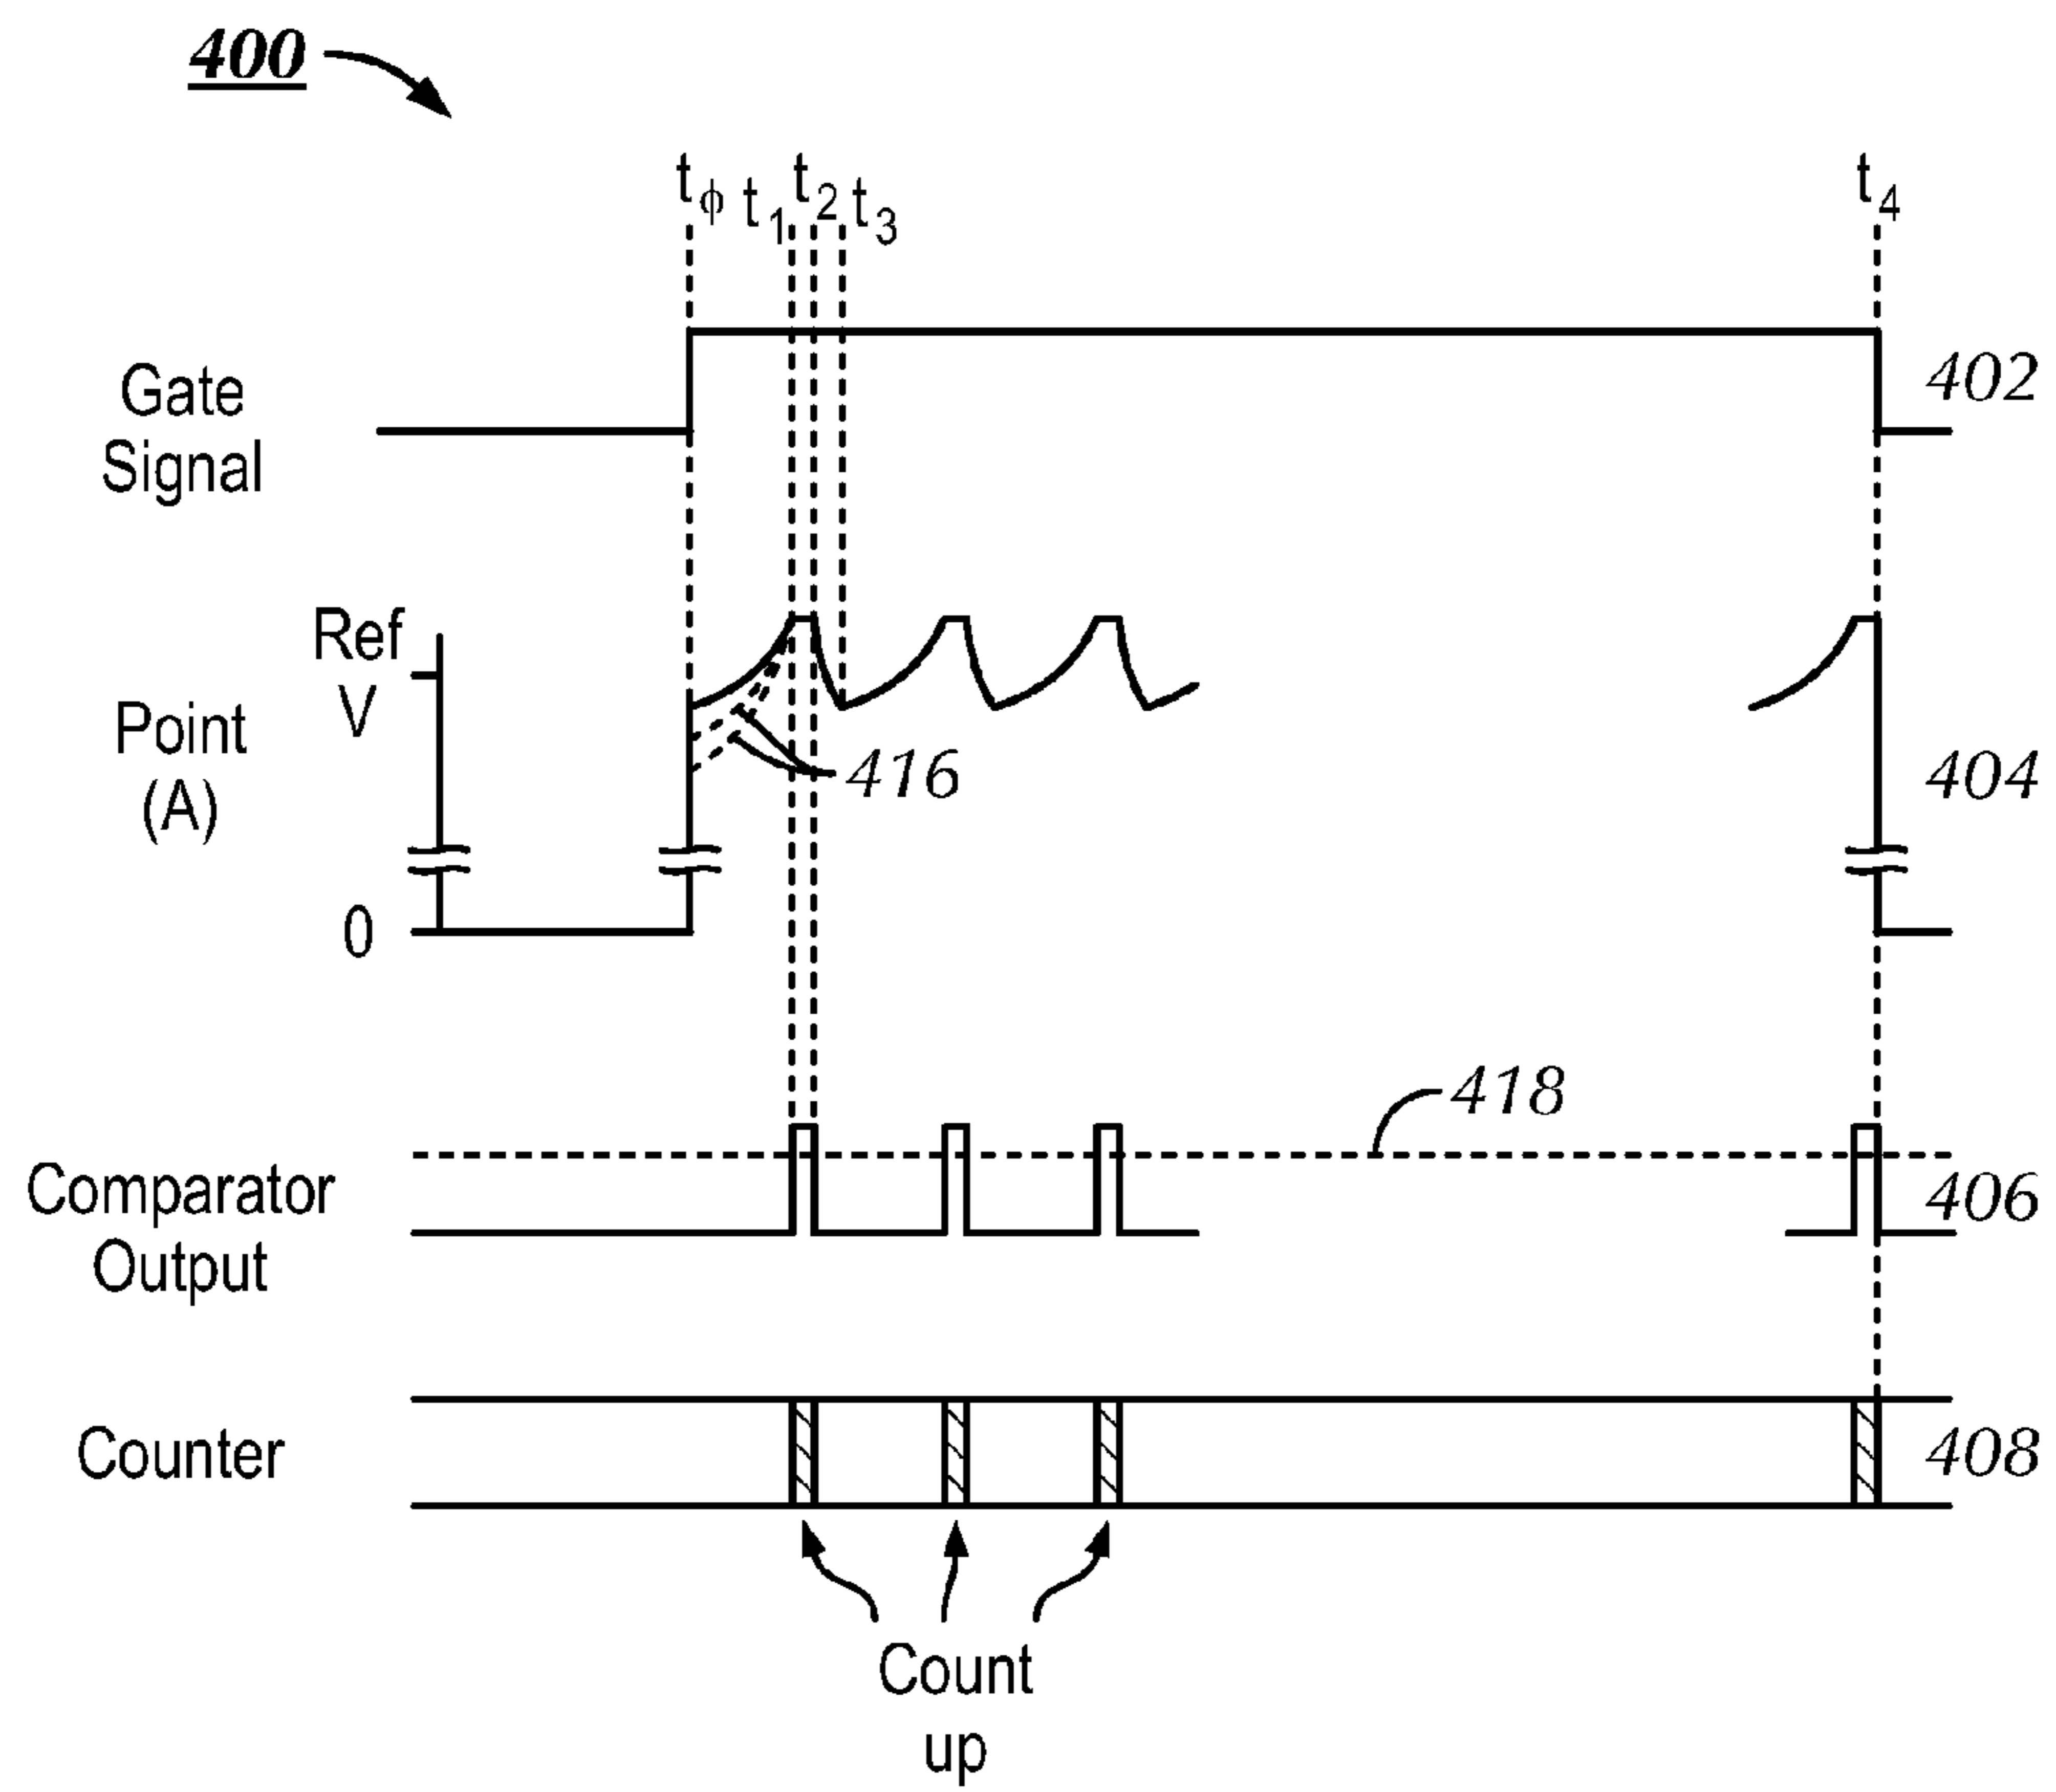 400
tϕ t1 t2 t3 t4
Gate
Signal
402
Ref
V
Point
(A)
0
416
404
418
Comparator
Output
406
Counter
408
Count
up